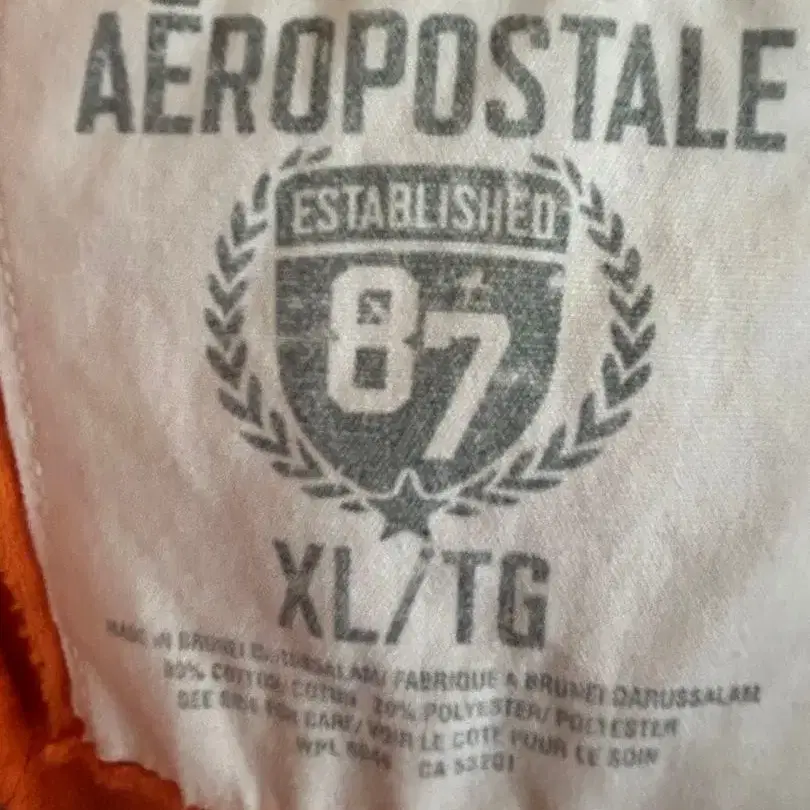 AÉROPOSTALE
ESTABLISHED
87
XL/TG
MADE IN BRUNEI DARUSSALAM/ FABRIQUE A BRUNEI DARUSSALAM
80% COTTON/COTON 20% POLYESTER/ POLYESTER
SEE SIDE FOR CARE/ VOIR LE COTE POUR LE SOIN
WPL CA 53201